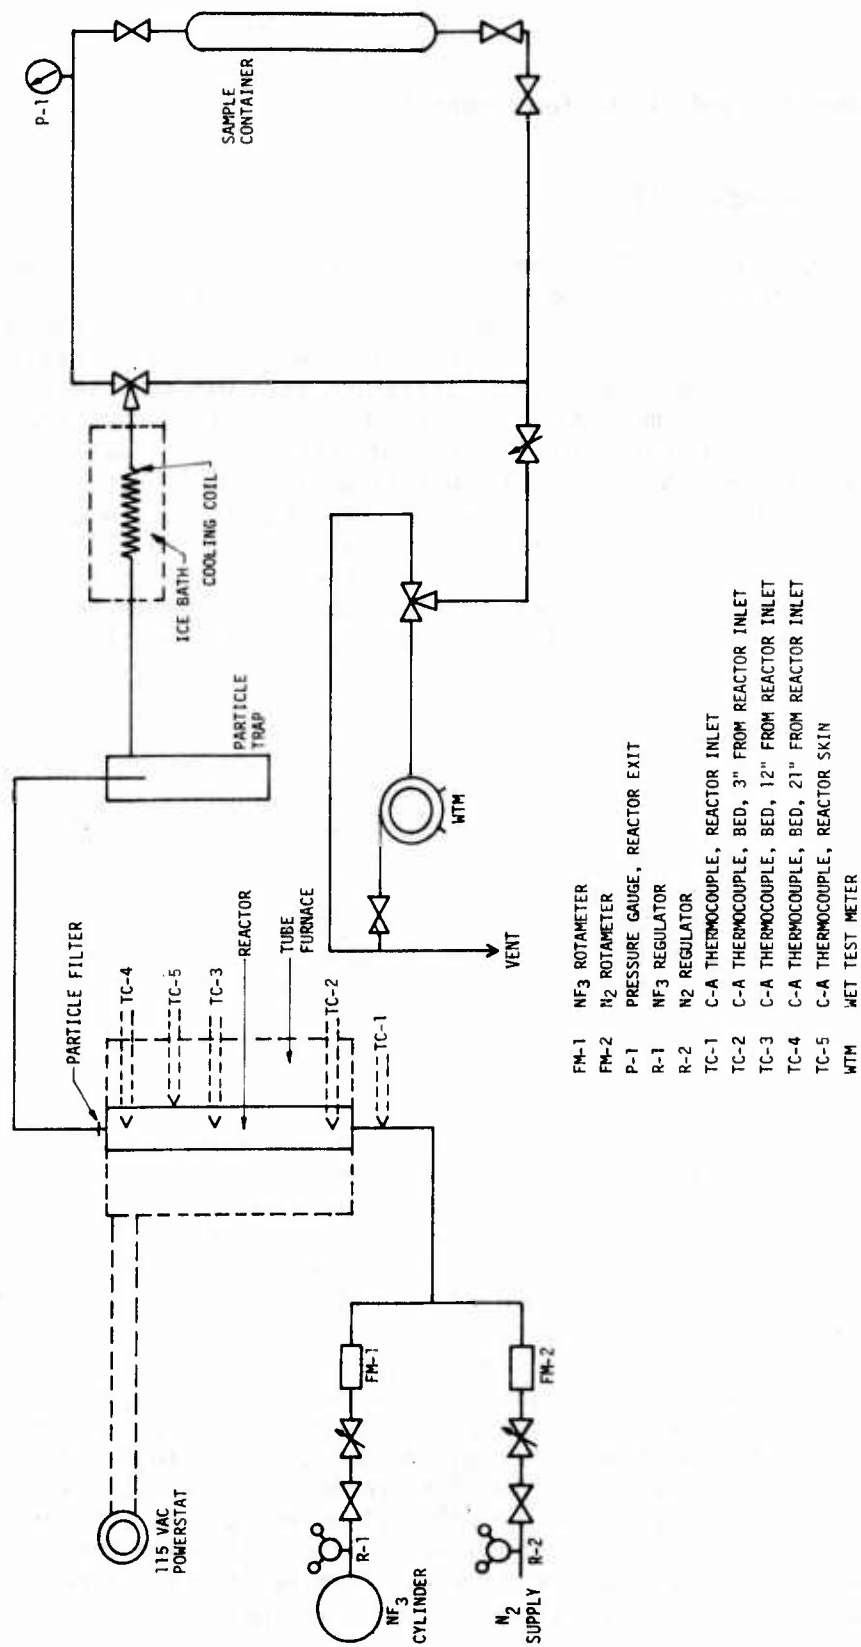 115 VAC
POWERSTAT
NF3
CYLINDER
R-1
FM-1
N2
SUPPLY
R-2
FM-2
PARTICLE FILTER
TC-4
TC-5
TC-3
REACTOR
TUBE
FURNACE
TC-2
TC-1
PARTICLE
TRAP
ICE BATH
COOLING COIL
WTM
VENT
P-1
SAMPLE
CONTAINER
FM-1 NF3 ROTAMETER
FM-2 N2 ROTAMETER
P-1 PRESSURE GAUGE, REACTOR EXIT
R-1 NF3 REGULATOR
R-2 N2 REGULATOR
TC-1 C-A THERMOCOUPLE, REACTOR INLET
TC-2 C-A THERMOCOUPLE, BED, 3" FROM REACTOR INLET
TC-3 C-A THERMOCOUPLE, BED, 12" FROM REACTOR INLET
TC-4 C-A THERMOCOUPLE, BED, 21" FROM REACTOR INLET
TC-5 C-A THERMOCOUPLE, REACTOR SKIN
WTM WET TEST METER